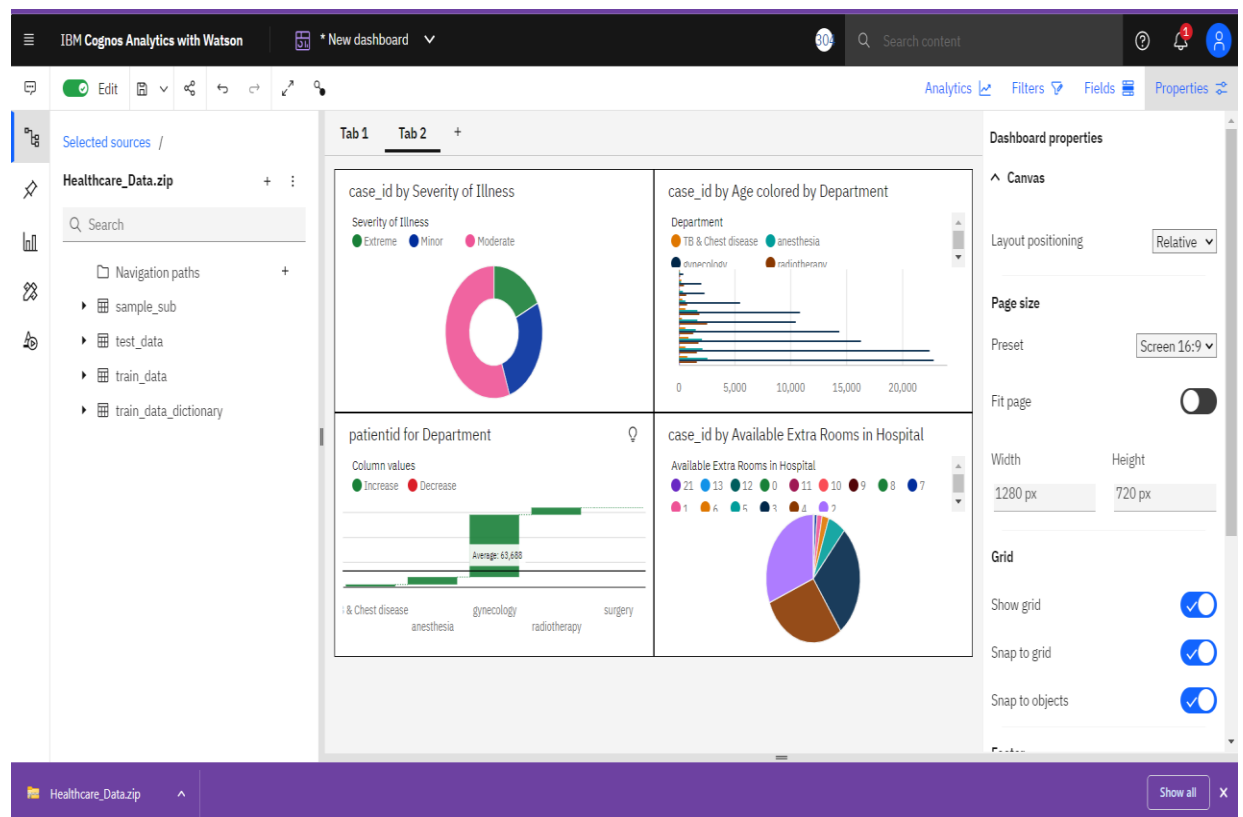 IBM Cognos Analytics with Watson
* New dashboard
304
Search content
1
Edit
Analytics
Filters
Fields
Properties
Selected sources /
Healthcare_Data.zip
Search
Navigation paths
sample_sub
test_data
train_data
train_data_dictionary
Tab 1 Tab 2 +
case_id by Severity of Illness
Severity of Illness
Extreme Minor Moderate
case_id by Age colored by Department
Department
TB & Chest disease anesthesia
gynecology radiotherapy
0 5,000 10,000 15,000 20,000
patientid for Department
Column values
Increase Decrease
Average: 63,688
& Chest disease gynecology surgery
anesthesia radiotherapy
case_id by Available Extra Rooms in Hospital
Available Extra Rooms in Hospital
21 13 12 0 11 10 9 8 7
1 6 5 3 4 2
Dashboard properties
Canvas
Layout positioning Relative
Page size
Preset Screen 16:9
Fit page
Width Height
1280 px 720 px
Grid
Show grid
Snap to grid
Snap to objects
Healthcare_Data.zip
Show all X